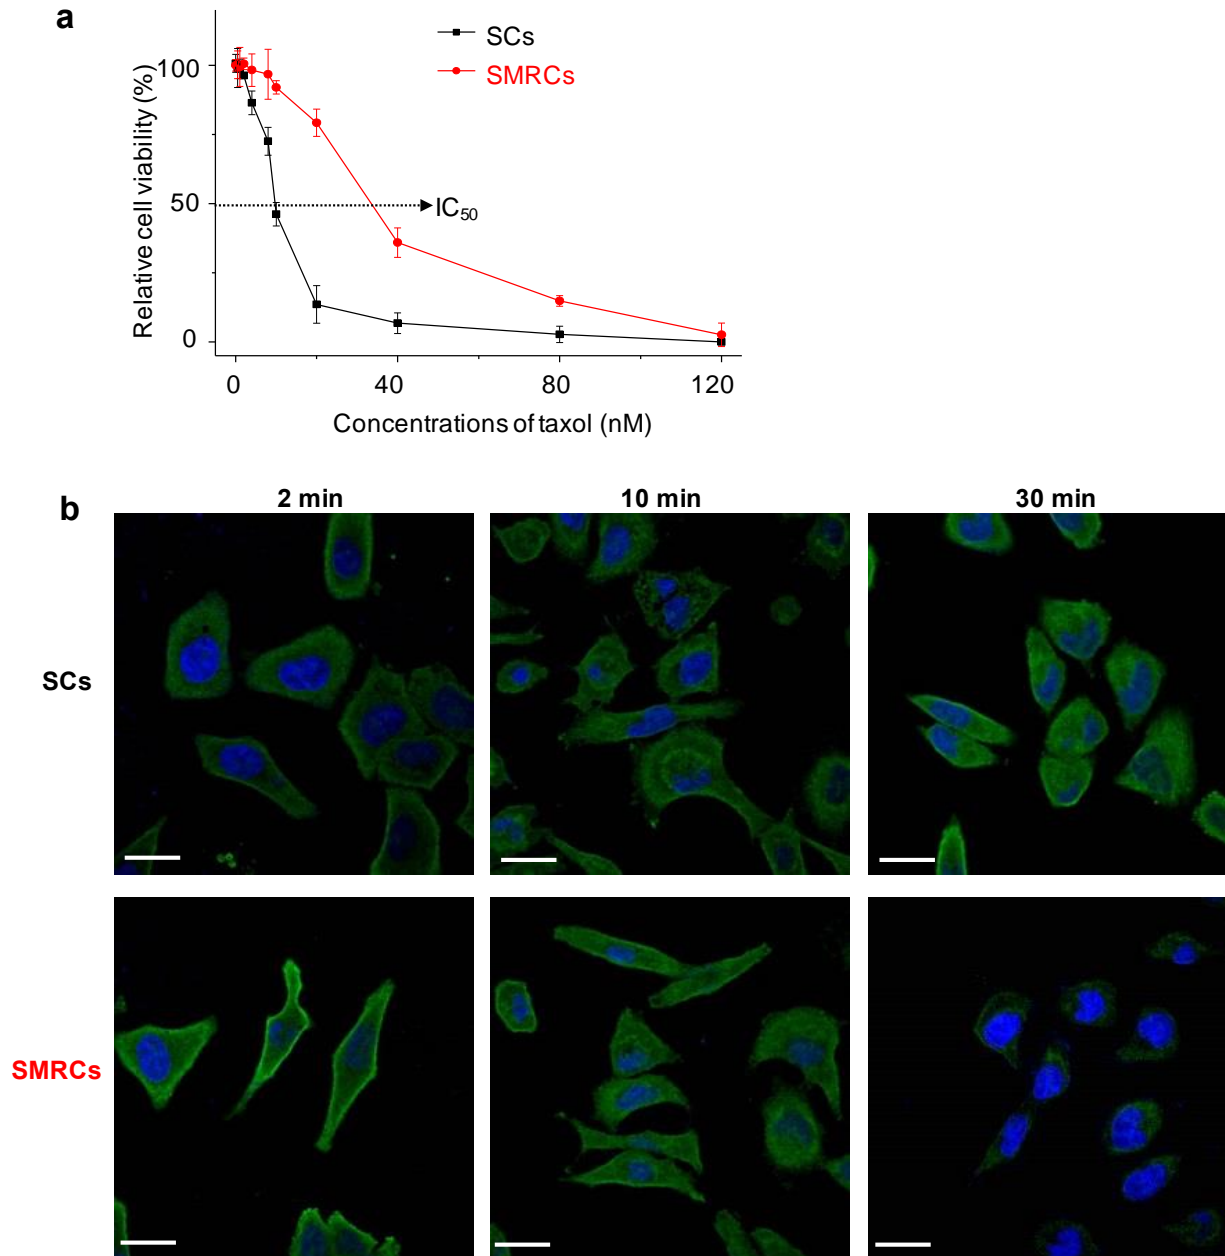 a
SCs
SMRCs
Relative cell viability (%)
100
50
0
IC50
0 40 80 120
Concentrations of taxol (nM)
b
2 min 10 min 30 min
SCs
SMRCs